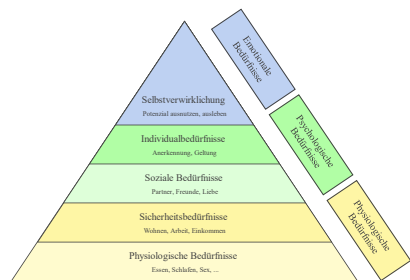 Selbstverwirklichung
Potenzial ausnutzen, ausleben
Individualbedürfnisse
Anerkennung, Geltung
Soziale Bedürfnisse
Partner, Freunde, Liebe
Sicherheitsbedürfnisse
Wohnen, Arbeit, Einkommen
Physiologische Bedürfnisse
Essen, Schlafen, Sex, ...
Emotionale
Bedürfnisse
Psychologische
Bedürfnisse
Physiologische
Bedürfnisse